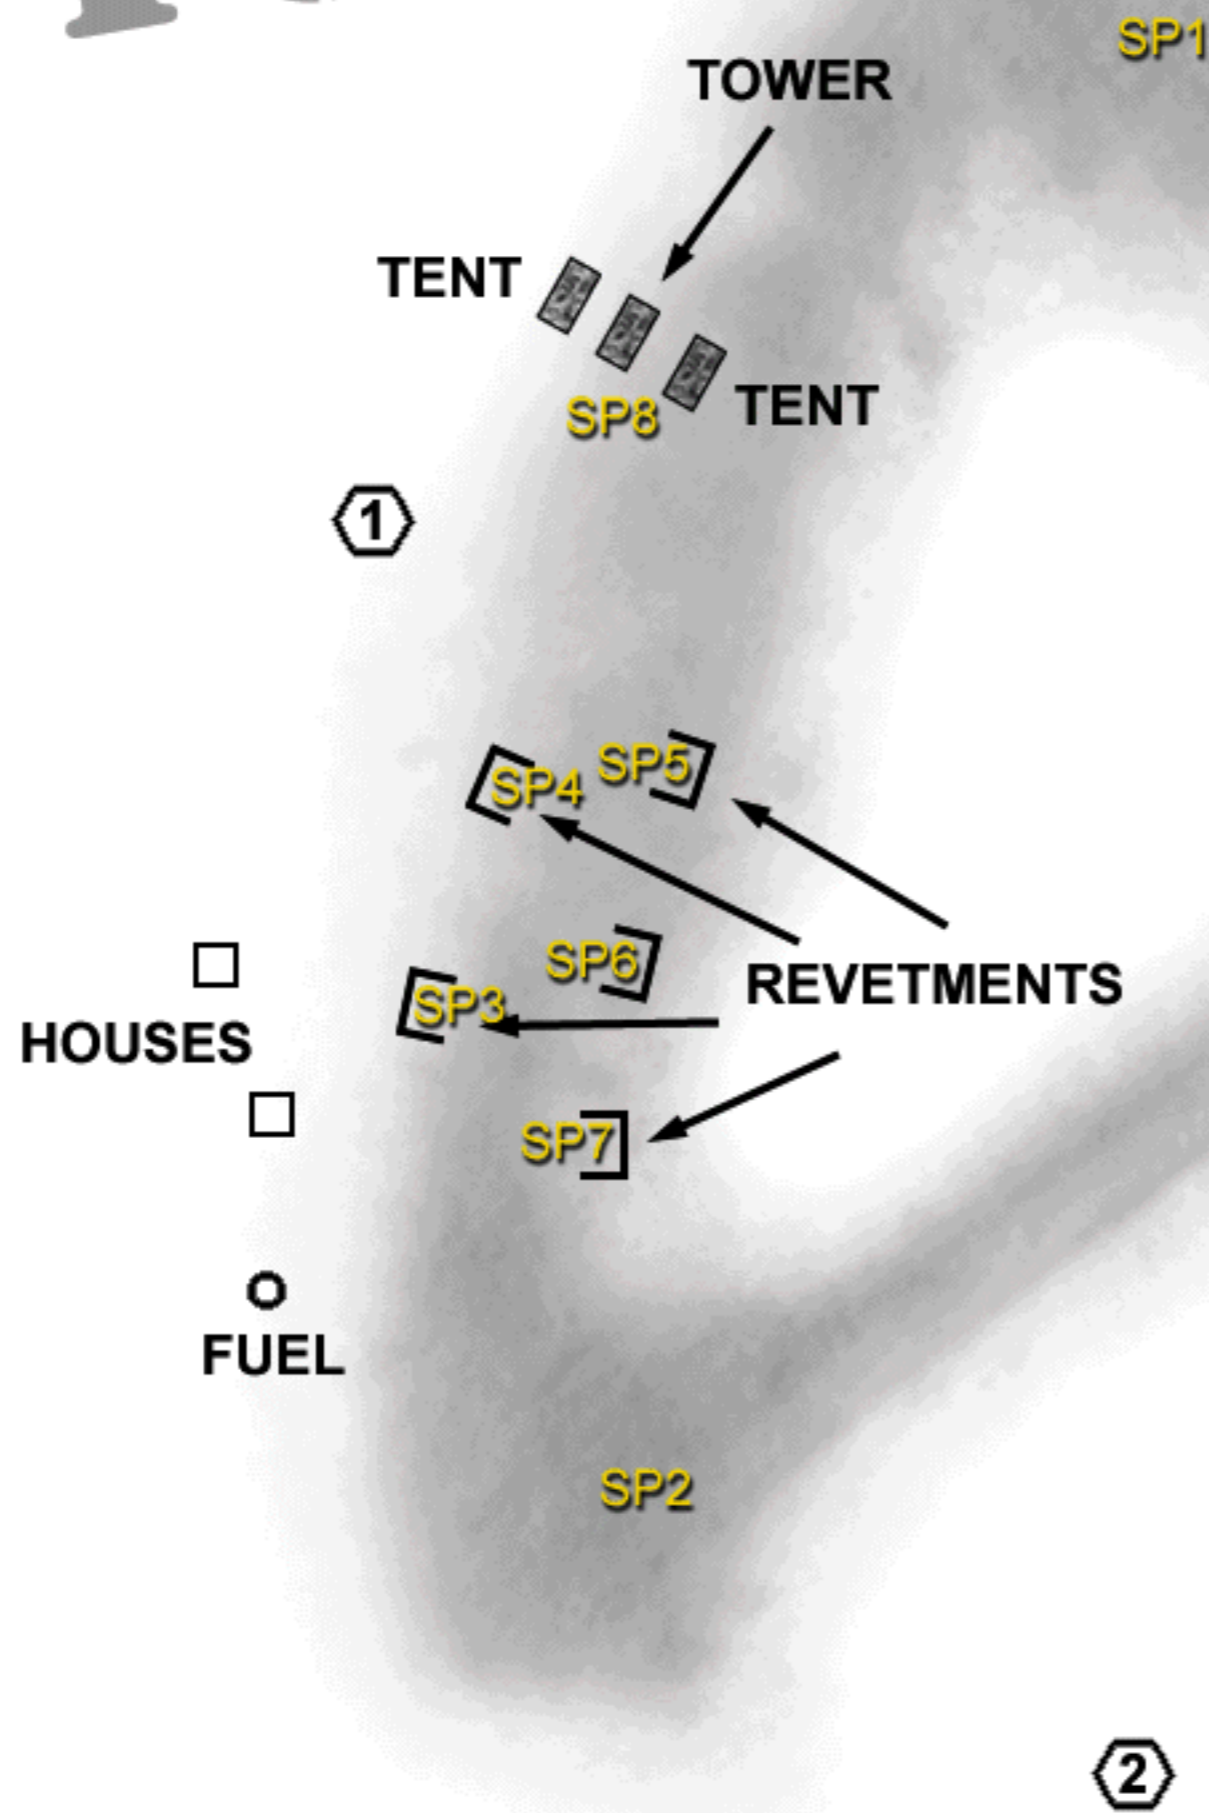 SP1
TOWER
TENT
TENT
SP8
1
SP5
SP4
SP6
REVETMENTS
SP3
HOUSES
SP7
FUEL
SP2
2